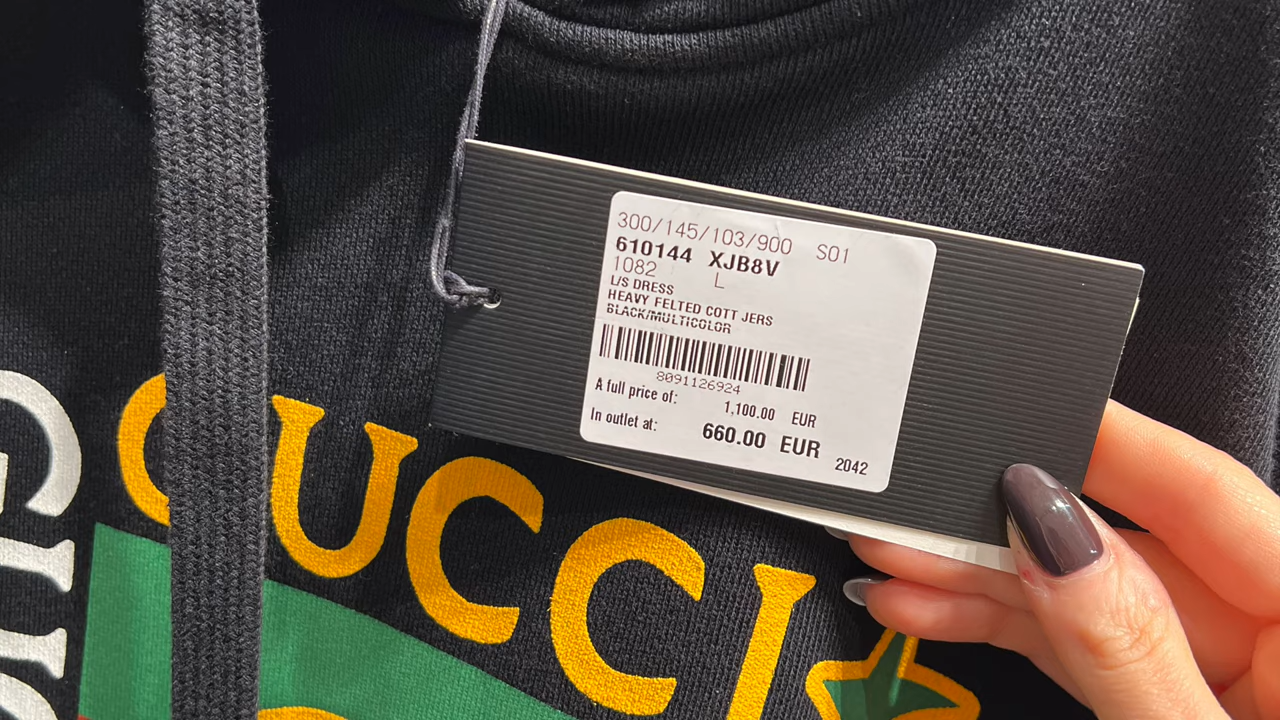 300/145/103/900 S01
610144 XJB8V
1082 L
L/S DRESS
HEAVY FELTED COTT JERS
BLACK/MULTICOLOR
8091126924
A full price of: 1,100.00 EUR
In outlet at: 660.00 EUR
2042
GUCCI